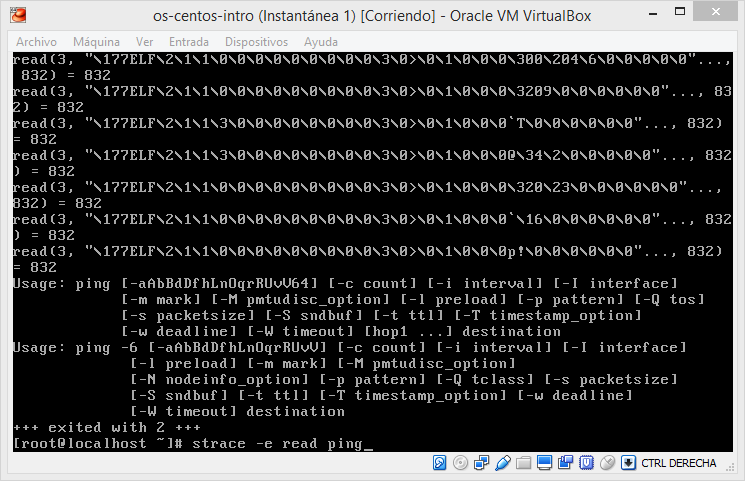 os-centos-intro (Instantánea 1) [Corriendo] - Oracle VM VirtualBox
Archivo Máquina Ver Entrada Dispositivos Ayuda
read(3, "\177ELF\2\1\1\0\0\0\0\0\0\0\0\0\3\0>\0\1\0\0\0\300\204\6\0\0\0\0\0"...,
 832) = 832
read(3, "\177ELF\2\1\1\0\0\0\0\0\0\0\0\0\3\0>\0\1\0\0\0\3209\0\0\0\0\0\0"..., 83
2) = 832
read(3, "\177ELF\2\1\1\3\0\0\0\0\0\0\0\0\3\0>\0\1\0\0\0`T\0\0\0\0\0\0"..., 832)
= 832
read(3, "\177ELF\2\1\1\3\0\0\0\0\0\0\0\0\3\0>\0\1\0\0\0@\34\2\0\0\0\0\0"..., 832
) = 832
read(3, "\177ELF\2\1\1\0\0\0\0\0\0\0\0\0\3\0>\0\1\0\0\0\320\23\0\0\0\0\0\0"...,
832) = 832
read(3, "\177ELF\2\1\1\0\0\0\0\0\0\0\0\0\3\0>\0\1\0\0\0`\16\0\0\0\0\0\0"..., 832
) = 832
read(3, "\177ELF\2\1\1\0\0\0\0\0\0\0\0\0\3\0>\0\1\0\0\0p!\0\0\0\0\0\0"..., 832)
= 832
Usage: ping [-aAbBdDfhLnOqrRUvV64] [-c count] [-i interval] [-I interface]
            [-m mark] [-M pmtudisc_option] [-l preload] [-p pattern] [-Q tos]
            [-s packetsize] [-S sndbuf] [-t ttl] [-T timestamp_option]
            [-w deadline] [-W timeout] [hop1 ...] destination
Usage: ping -6 [-aAbBdDfhLnOqrRUvV] [-c count] [-i interval] [-I interface]
             [-l preload] [-m mark] [-M pmtudisc_option]
             [-N nodeinfo_option] [-p pattern] [-Q tclass] [-s packetsize]
             [-S sndbuf] [-t ttl] [-T timestamp_option] [-w deadline]
             [-W timeout] destination
+++ exited with 2 +++
[root@localhost ~]# strace -e read ping_
CTRL DERECHA